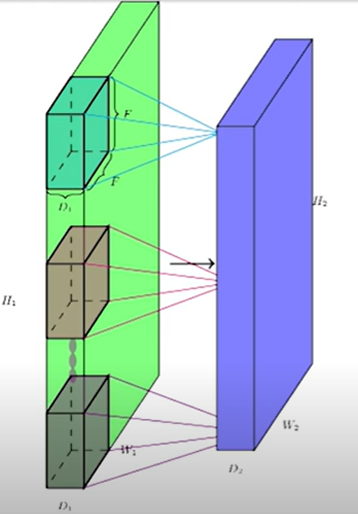 F
F
D₁
H₂
H₁
W₁
W₂
D₂
D₁